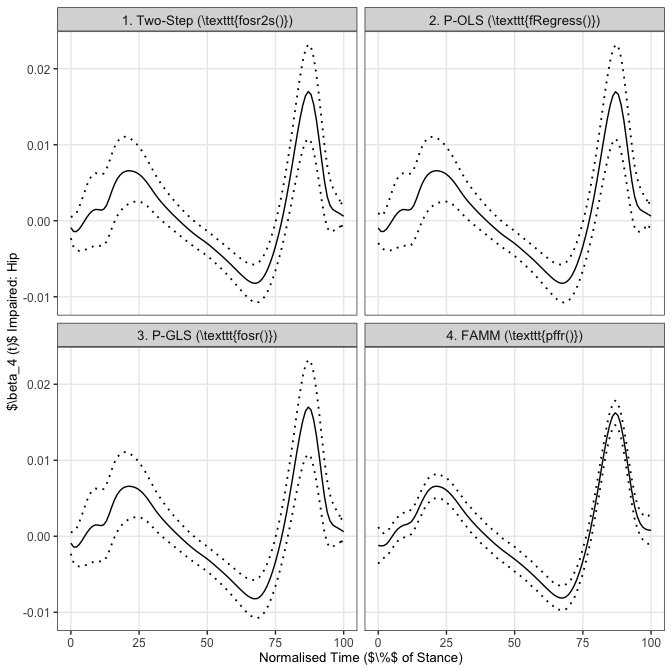 1. Two-Step (\texttt{fosr2s()})
2. P-OLS (\texttt{fRegress()})
0.02
0.01
0.00
-0.01
3. P-GLS (\texttt{fosr()})
4. FAMM (\texttt{pffr()})
0.02
0.01
0.00
-0.01
0 25 50 75 100 0 25 50 75 100
Normalised Time ($\%$ of Stance)
$\beta_4 (t)$ Impaired: Hip